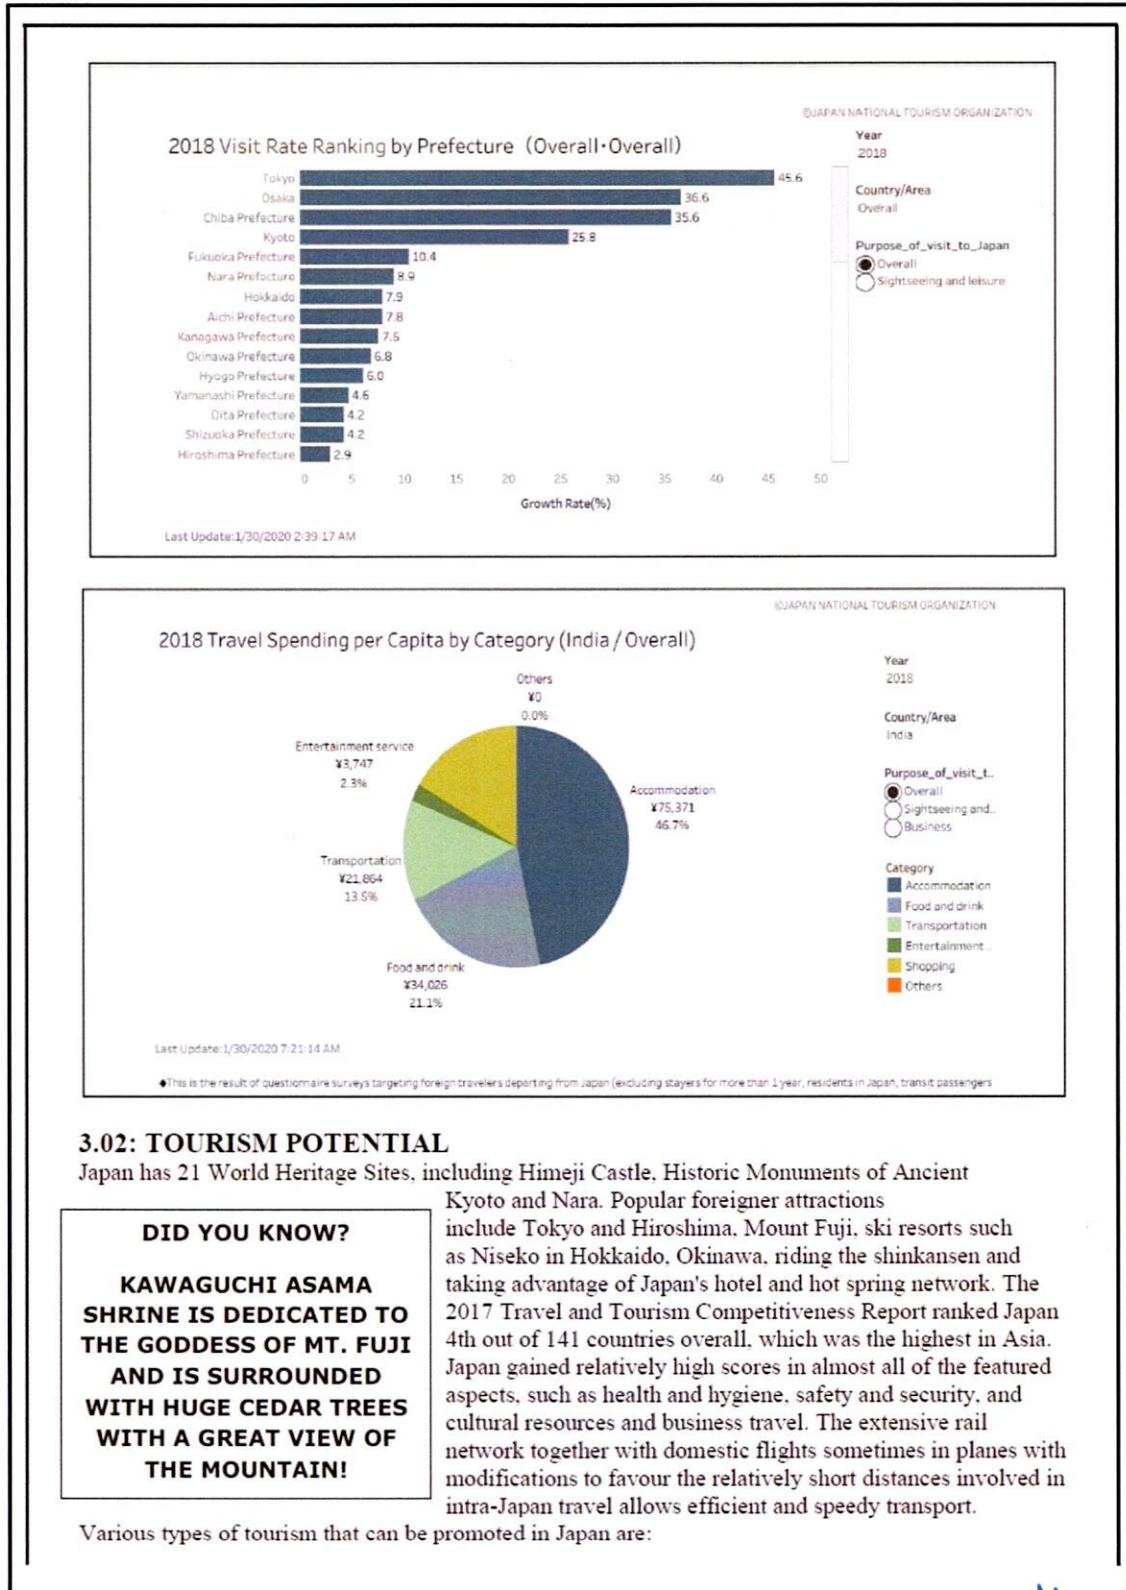 ©JAPAN NATIONAL TOURISM ORGANIZATION
2018 Visit Rate Ranking by Prefecture (Overall·Overall)
Year
2018
Country/Area
Overall
Purpose_of_visit_to_Japan
Overall
Sightseeing and leisure
Tokyo 45.6
Osaka 36.6
Chiba Prefecture 35.6
Kyoto 25.8
Fukuoka Prefecture 10.4
Nara Prefecture 8.9
Hokkaido 7.9
Aichi Prefecture 7.8
Kanagawa Prefecture 7.5
Okinawa Prefecture 6.8
Hyogo Prefecture 6.0
Yamanashi Prefecture 4.6
Oita Prefecture 4.2
Shizuoka Prefecture 4.2
Hiroshima Prefecture 2.9
0 5 10 15 20 25 30 35 40 45 50
Growth Rate(%)
Last Update:1/30/2020 2:39:17 AM
©JAPAN NATIONAL TOURISM ORGANIZATION
2018 Travel Spending per Capita by Category (India / Overall)
Year
2018
Country/Area
India
Purpose_of_visit_t..
Overall
Sightseeing and..
Business
Category
Accommodation
Food and drink
Transportation
Entertainment..
Shopping
Others
Others
¥0
0.0%
Entertainment service
¥3,747
2.3%
Accommodation
¥75,371
46.7%
Transportation
¥21,864
13.5%
Food and drink
¥34,026
21.1%
Last Update:1/30/2020 7:21:14 AM
◆This is the result of questionnaire surveys targeting foreign travelers departing from Japan (excluding stayers for more than 1 year, residents in Japan, transit passengers
3.02: TOURISM POTENTIAL
Japan has 21 World Heritage Sites, including Himeji Castle, Historic Monuments of Ancient
Kyoto and Nara. Popular foreigner attractions
include Tokyo and Hiroshima, Mount Fuji, ski resorts such
as Niseko in Hokkaido, Okinawa, riding the shinkansen and
taking advantage of Japan's hotel and hot spring network. The
2017 Travel and Tourism Competitiveness Report ranked Japan
4th out of 141 countries overall, which was the highest in Asia.
Japan gained relatively high scores in almost all of the featured
aspects, such as health and hygiene, safety and security, and
cultural resources and business travel. The extensive rail
network together with domestic flights sometimes in planes with
modifications to favour the relatively short distances involved in
intra-Japan travel allows efficient and speedy transport.
DID YOU KNOW?
KAWAGUCHI ASAMA
SHRINE IS DEDICATED TO
THE GODDESS OF MT. FUJI
AND IS SURROUNDED
WITH HUGE CEDAR TREES
WITH A GREAT VIEW OF
THE MOUNTAIN!
Various types of tourism that can be promoted in Japan are: